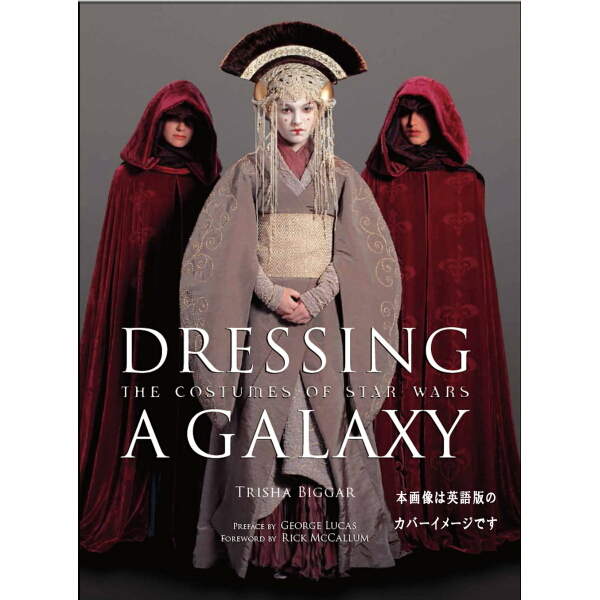 DRESSING
THE COSTUMES OF STAR WARS
A GALAXY
TRISHA BIGGAR
PREFACE BY GEORGE LUCAS
FOREWORD BY RICK MCCALLUM
本画像は英語版の
カバーイメージです